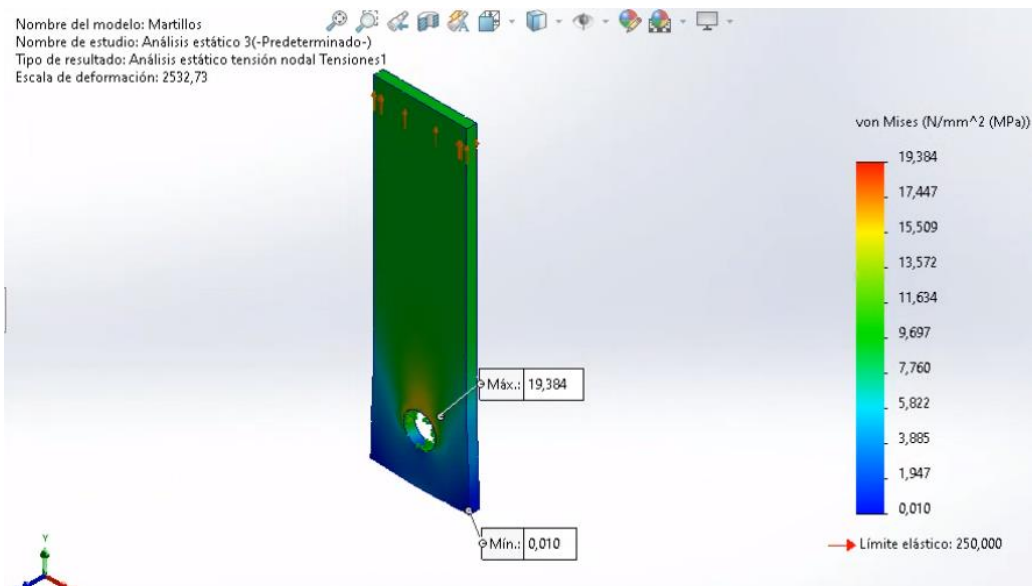 Nombre del modelo: Martillos
Nombre de estudio: Análisis estático 3(-Predeterminado-)
Tipo de resultado: Análisis estático tensión nodal Tensiones1
Escala de deformación: 2532,73
von Mises (N/mm^2 (MPa))
19,384
17,447
15,509
13,572
11,634
9,697
7,760
5,822
3,885
1,947
0,010
Límite elástico: 250,000
Máx.: 19,384
Mín.: 0,010
Y